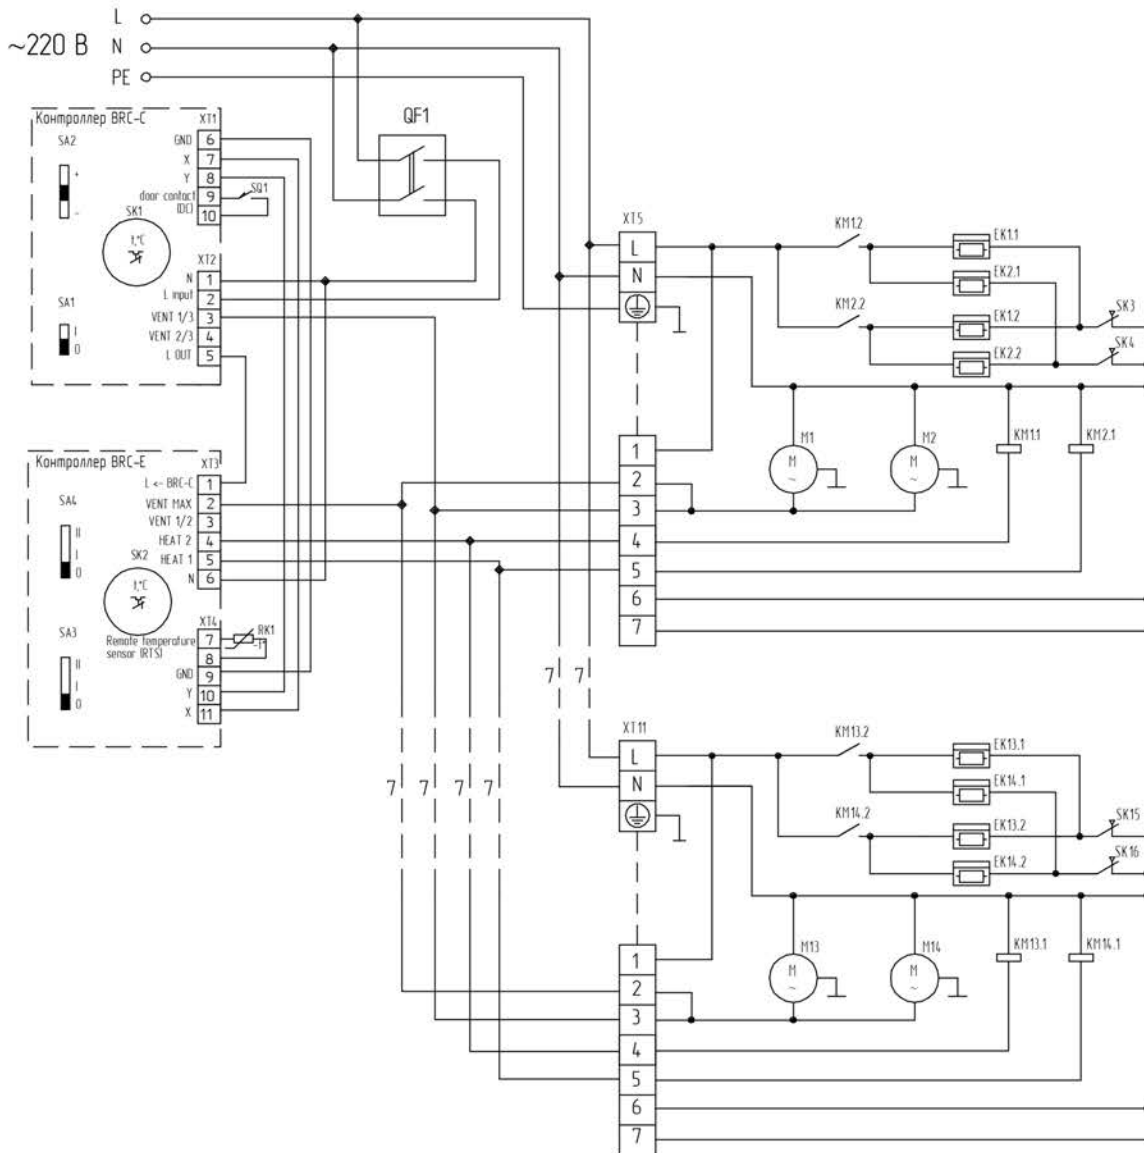 L
~220 В
N
PE
Контроллер BRC-C
XT1
SA2
GND
6
X
7
Y
8
+
-
door contact
(DC)
9
10
SQ1
SK1
t,°C
XT2
N
1
L input
2
VENT 1/3
3
VENT 2/3
4
L OUT
5
SA1
I
0
QF1
Контроллер BRC-E
XT3
L <- BRC-C
1
VENT MAX
2
VENT 1/2
3
HEAT 2
4
HEAT 1
5
N
6
SA4
II
I
0
SK2
t,°C
XT4
7
8
RK1
-t°
Remote temperature
sensor (RTS)
GND
9
Y
10
X
11
SA3
II
I
0
XT5
L
N
1
2
3
4
5
6
7
KM1.2
EK1.1
EK2.1
KM2.2
EK1.2
EK2.2
SK3
SK4
M1
M
~
M2
M
~
KM1.1
KM2.1
7
7
7
7
7
7
XT11
L
N
1
2
3
4
5
6
7
KM13.2
EK13.1
EK14.1
KM14.2
EK13.2
EK14.2
SK15
SK16
M13
M
~
M14
M
~
KM13.1
KM14.1